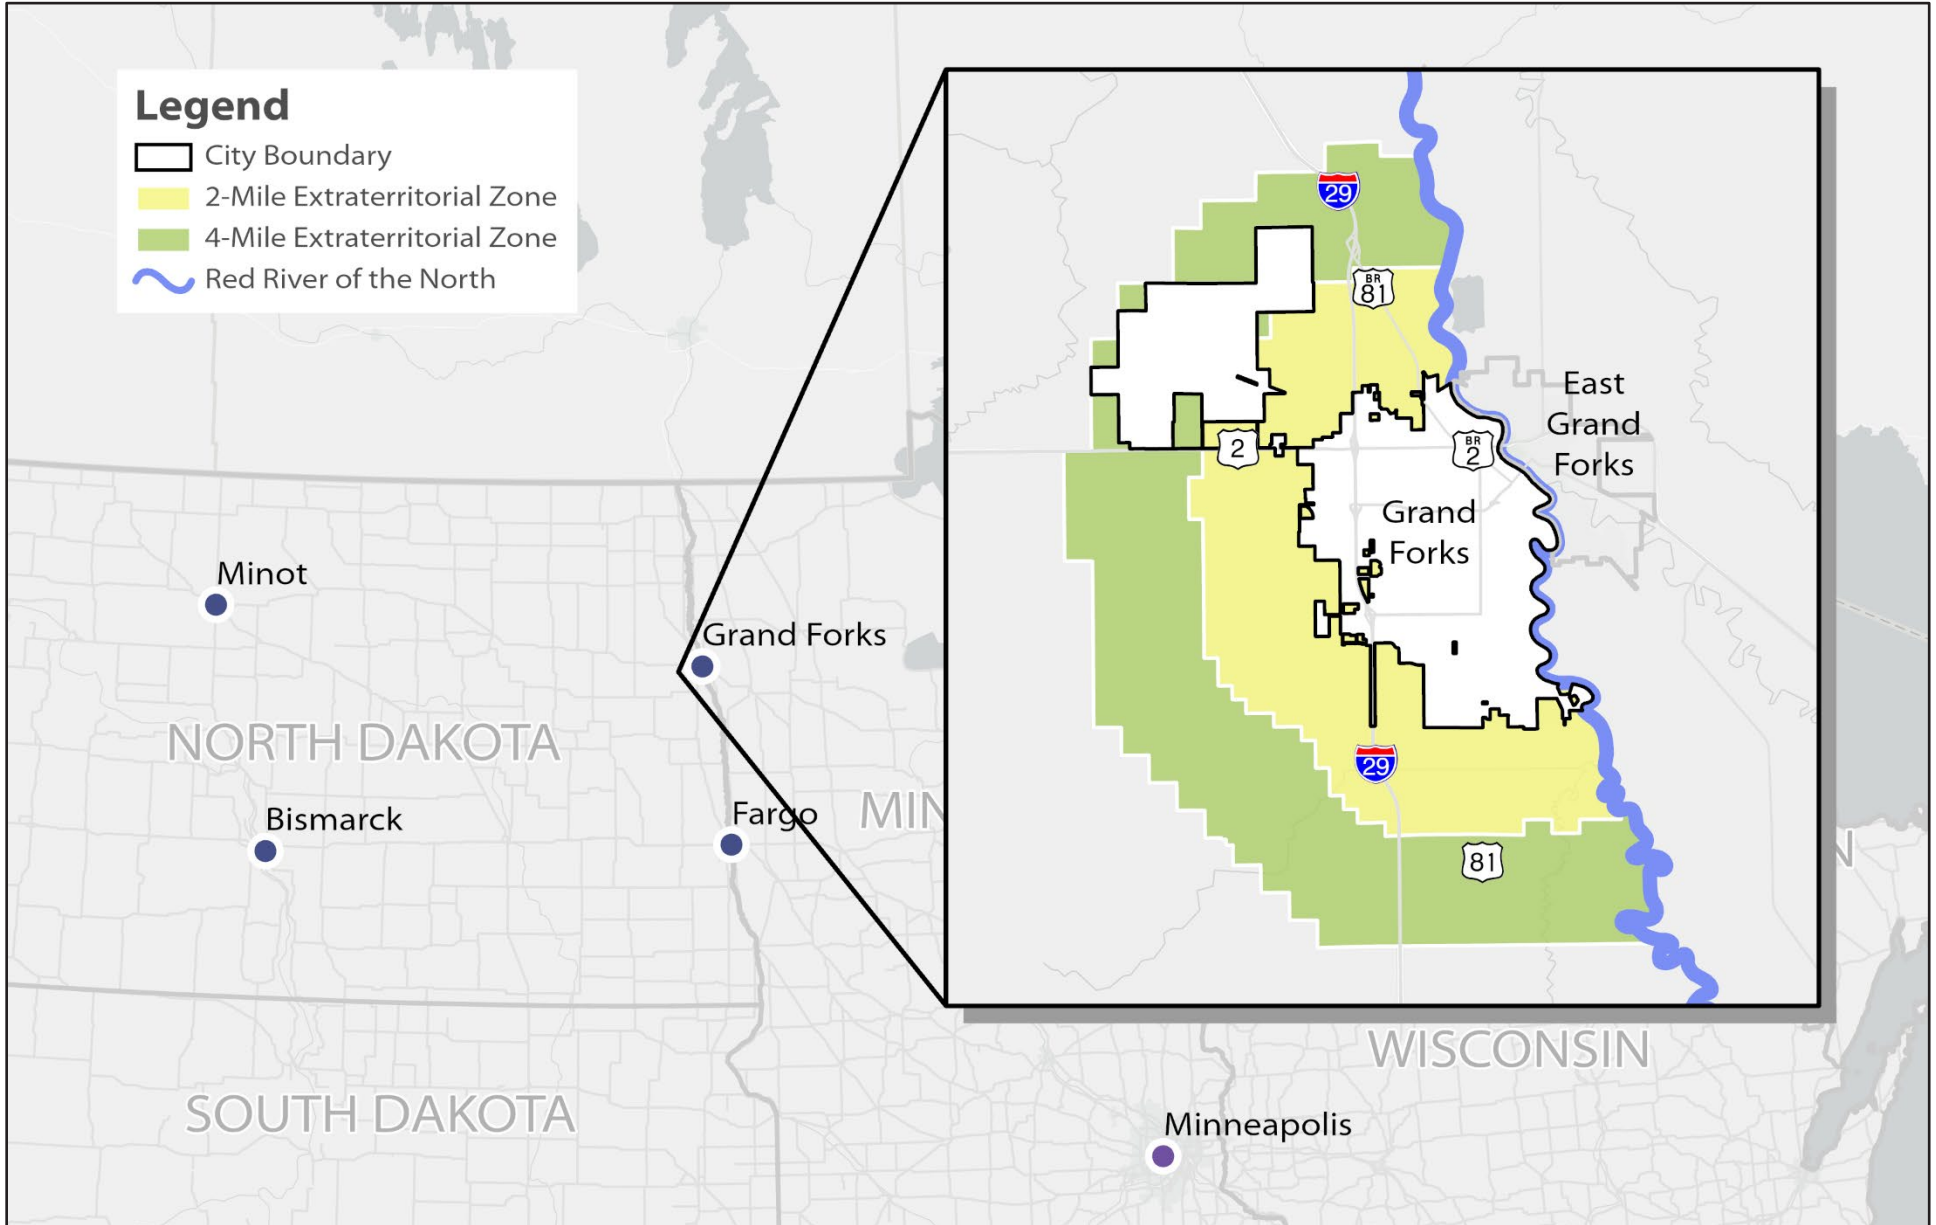 Legend
City Boundary
2-Mile Extraterritorial Zone
4-Mile Extraterritorial Zone
Red River of the North
29
BR
81
East
Grand
Forks
2
BR
2
Grand
Forks
Minot
Grand Forks
NORTH DAKOTA
29
Bismarck
Fargo
MIN
N
81
WISCONSIN
SOUTH DAKOTA
Minneapolis